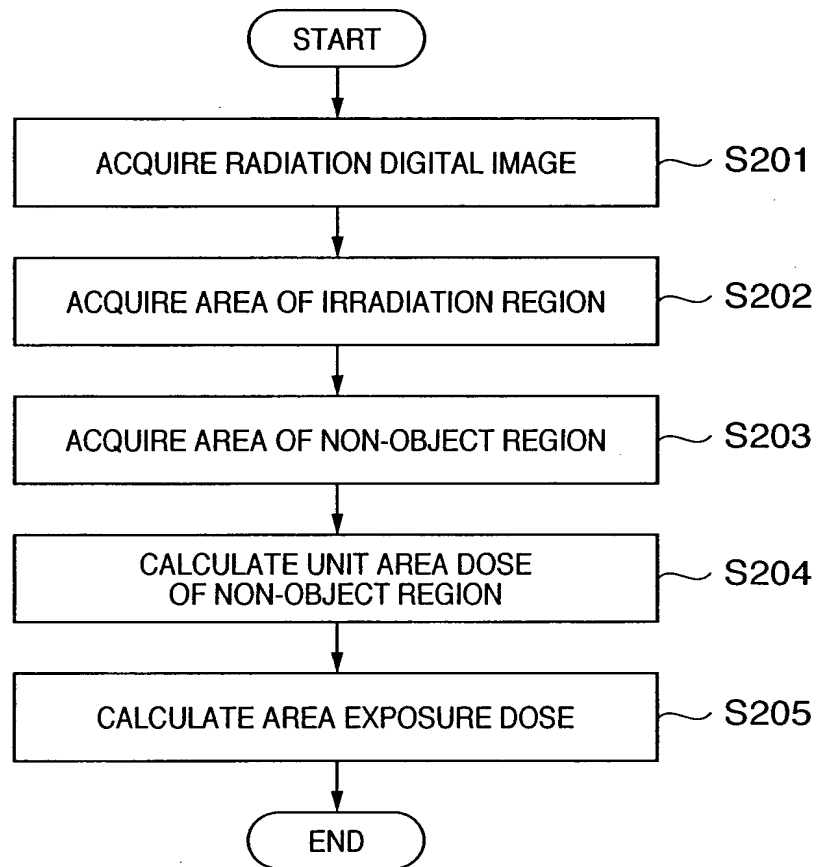 START
ACQUIRE RADIATION DIGITAL IMAGE
S201
ACQUIRE AREA OF IRRADIATION REGION
S202
ACQUIRE AREA OF NON-OBJECT REGION
S203
CALCULATE UNIT AREA DOSE
OF NON-OBJECT REGION
S204
CALCULATE AREA EXPOSURE DOSE
S205
END